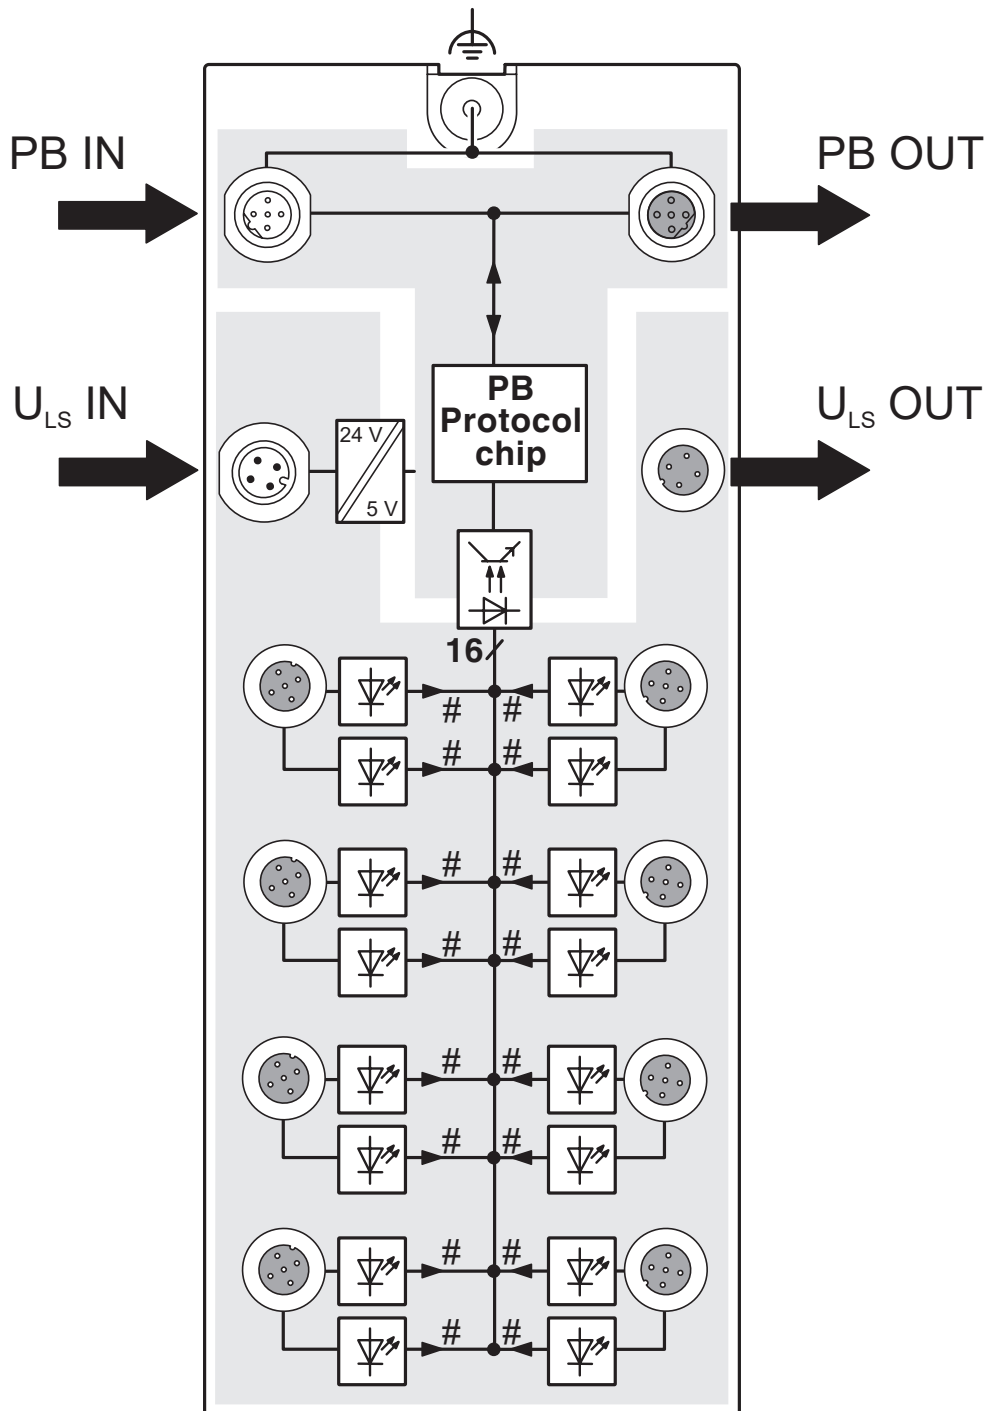 PB IN
PB OUT
PB
Protocol
chip
U_LS IN
U_LS OUT
24 V
5 V
16
# #
# #
# #
# #
# #
# #
# #
# #